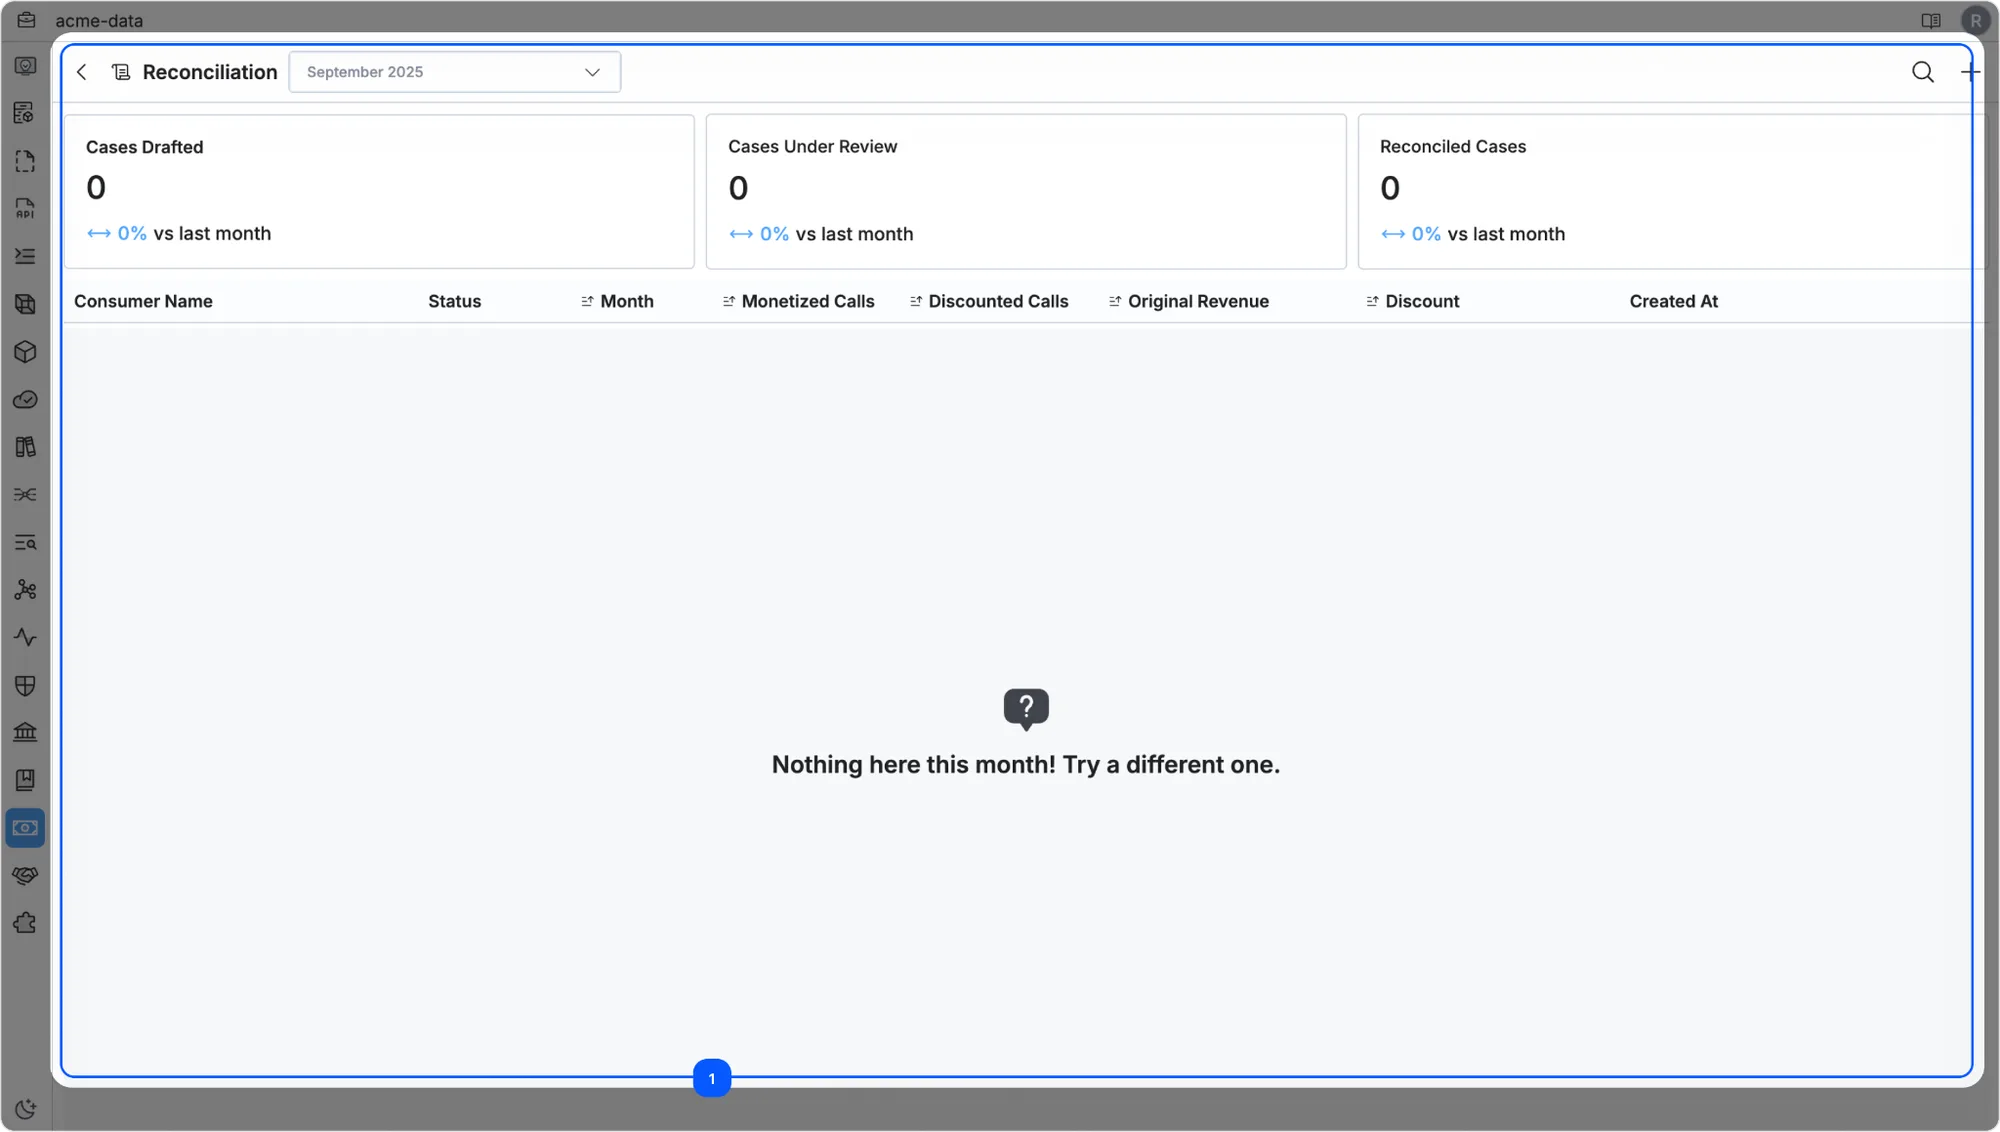 acme-data
R
Reconciliation
September 2025
Cases Drafted
0
0% vs last month
Cases Under Review
0
0% vs last month
Reconciled Cases
0
0% vs last month
Consumer Name Status Month Monetized Calls Discounted Calls Original Revenue Discount Created At
API
?
Nothing here this month! Try a different one.
1